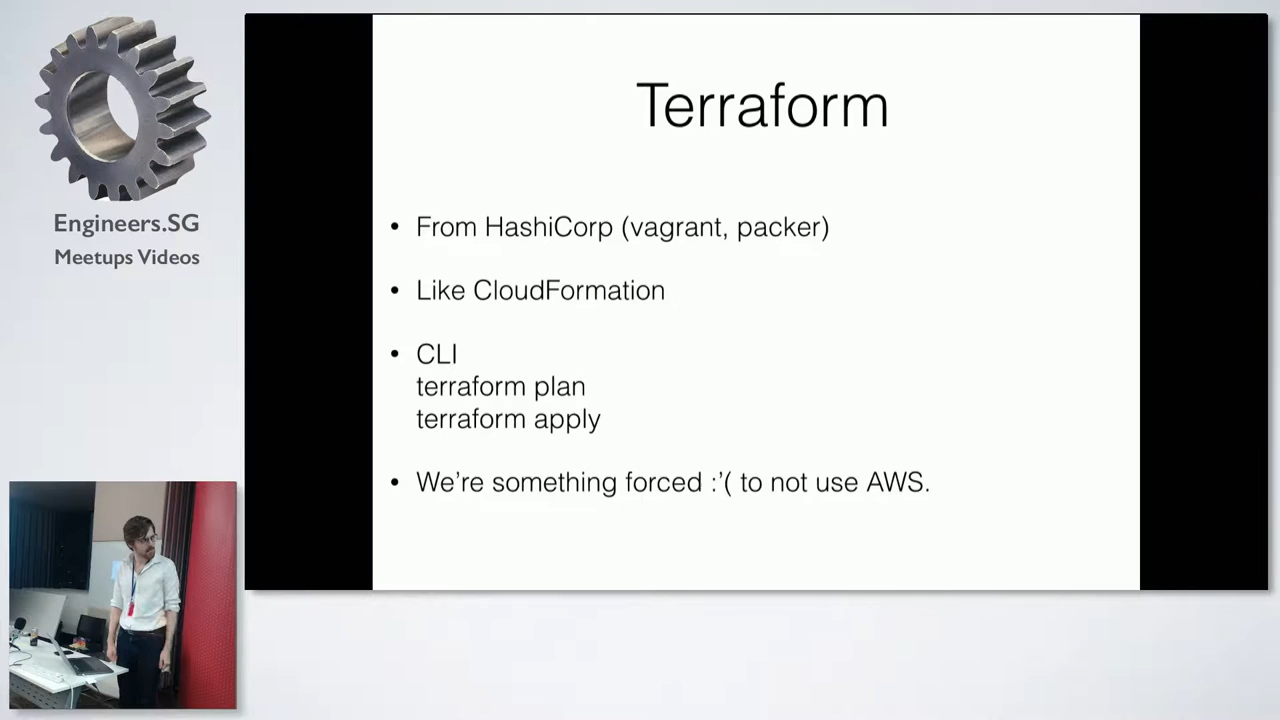 Engineers.SG
Meetups Videos
Terraform
• From HashiCorp (vagrant, packer)
• Like CloudFormation
• CLI
terraform plan
terraform apply
• We're something forced :'( to not use AWS.